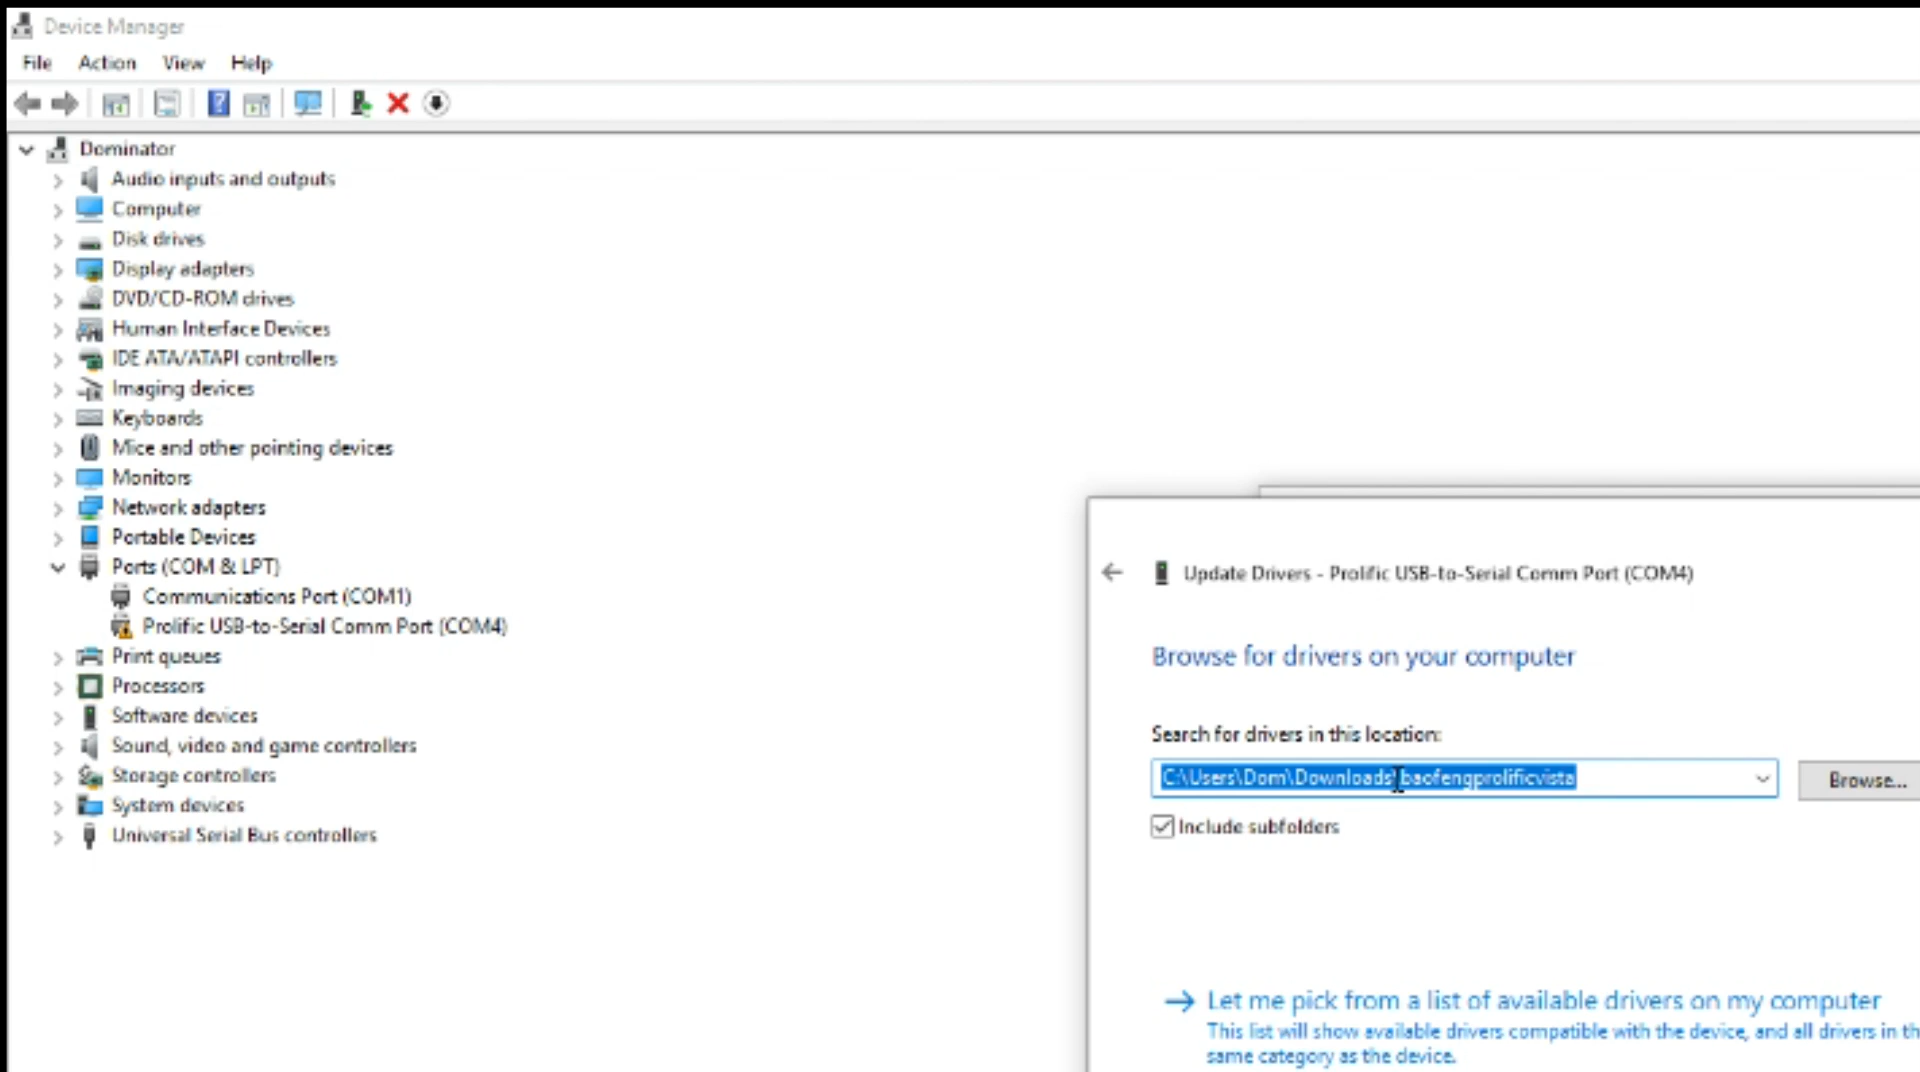 Device Manager
File Action View Help
Dominator
Audio inputs and outputs
Computer
Disk drives
Display adapters
DVD/CD-ROM drives
Human Interface Devices
IDE ATA/ATAPI controllers
Imaging devices
Keyboards
Mice and other pointing devices
Monitors
Network adapters
Portable Devices
Ports (COM & LPT)
Communications Port (COM1)
Prolific USB-to-Serial Comm Port (COM4)
Print queues
Processors
Software devices
Sound, video and game controllers
Storage controllers
System devices
Universal Serial Bus controllers
Update Drivers - Prolific USB-to-Serial Comm Port (COM4)
Browse for drivers on your computer
Search for drivers in this location:
C:\Users\Dom\Downloads\baofengprolificvista
Browse...
Include subfolders
Let me pick from a list of available drivers on my computer
This list will show available drivers compatible with the device, and all drivers in th
same category as the device.